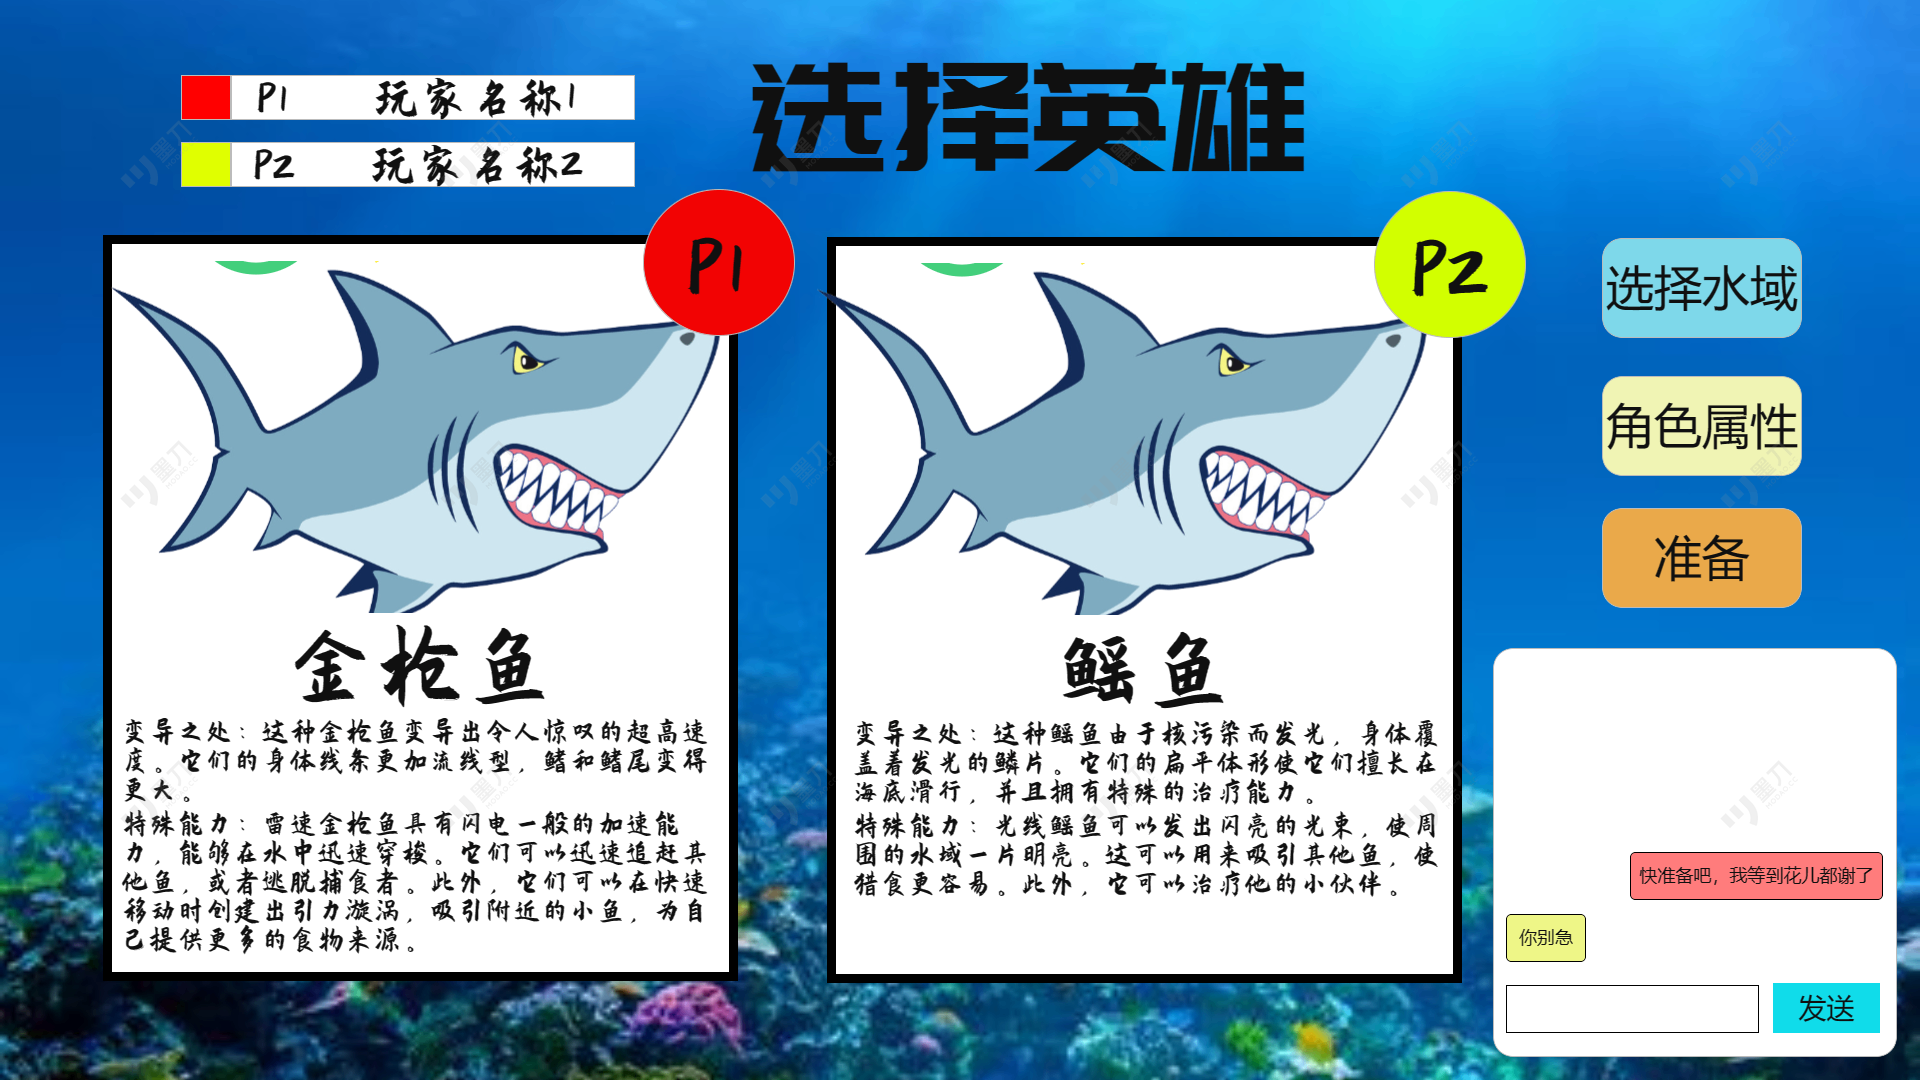 选择英雄
P1 玩家名称1
P2 玩家名称2
P1
P2
金枪鱼
变异之处：这种金枪鱼变异出令人惊叹的超高速
度。它们的身体线条更加流线型，鳍和鳍尾变得
更大。
特殊能力：雷速金枪鱼具有闪电一般的加速能
力，能够在水中迅速穿梭。它们可以迅速追赶其
他鱼，或者逃脱捕食者。此外，它们可以在快速
移动时创建出引力漩涡，吸引附近的小鱼，为自
己提供更多的食物来源。
鳐鱼
变异之处：这种鳐鱼由于核污染而发光，身体覆
盖着发光的鳞片。它们的扁平体形使它们擅长在
海底滑行，并且拥有特殊的治疗能力。
特殊能力：光线鳐鱼可以发出闪亮的光束，使周
围的水域一片明亮。这可以用来吸引其他鱼，使
猎食更容易。此外，它可以治疗他的小伙伴。
选择水域
角色属性
准备
快准备吧，我等到花儿都谢了
你别急
发送
墨刀